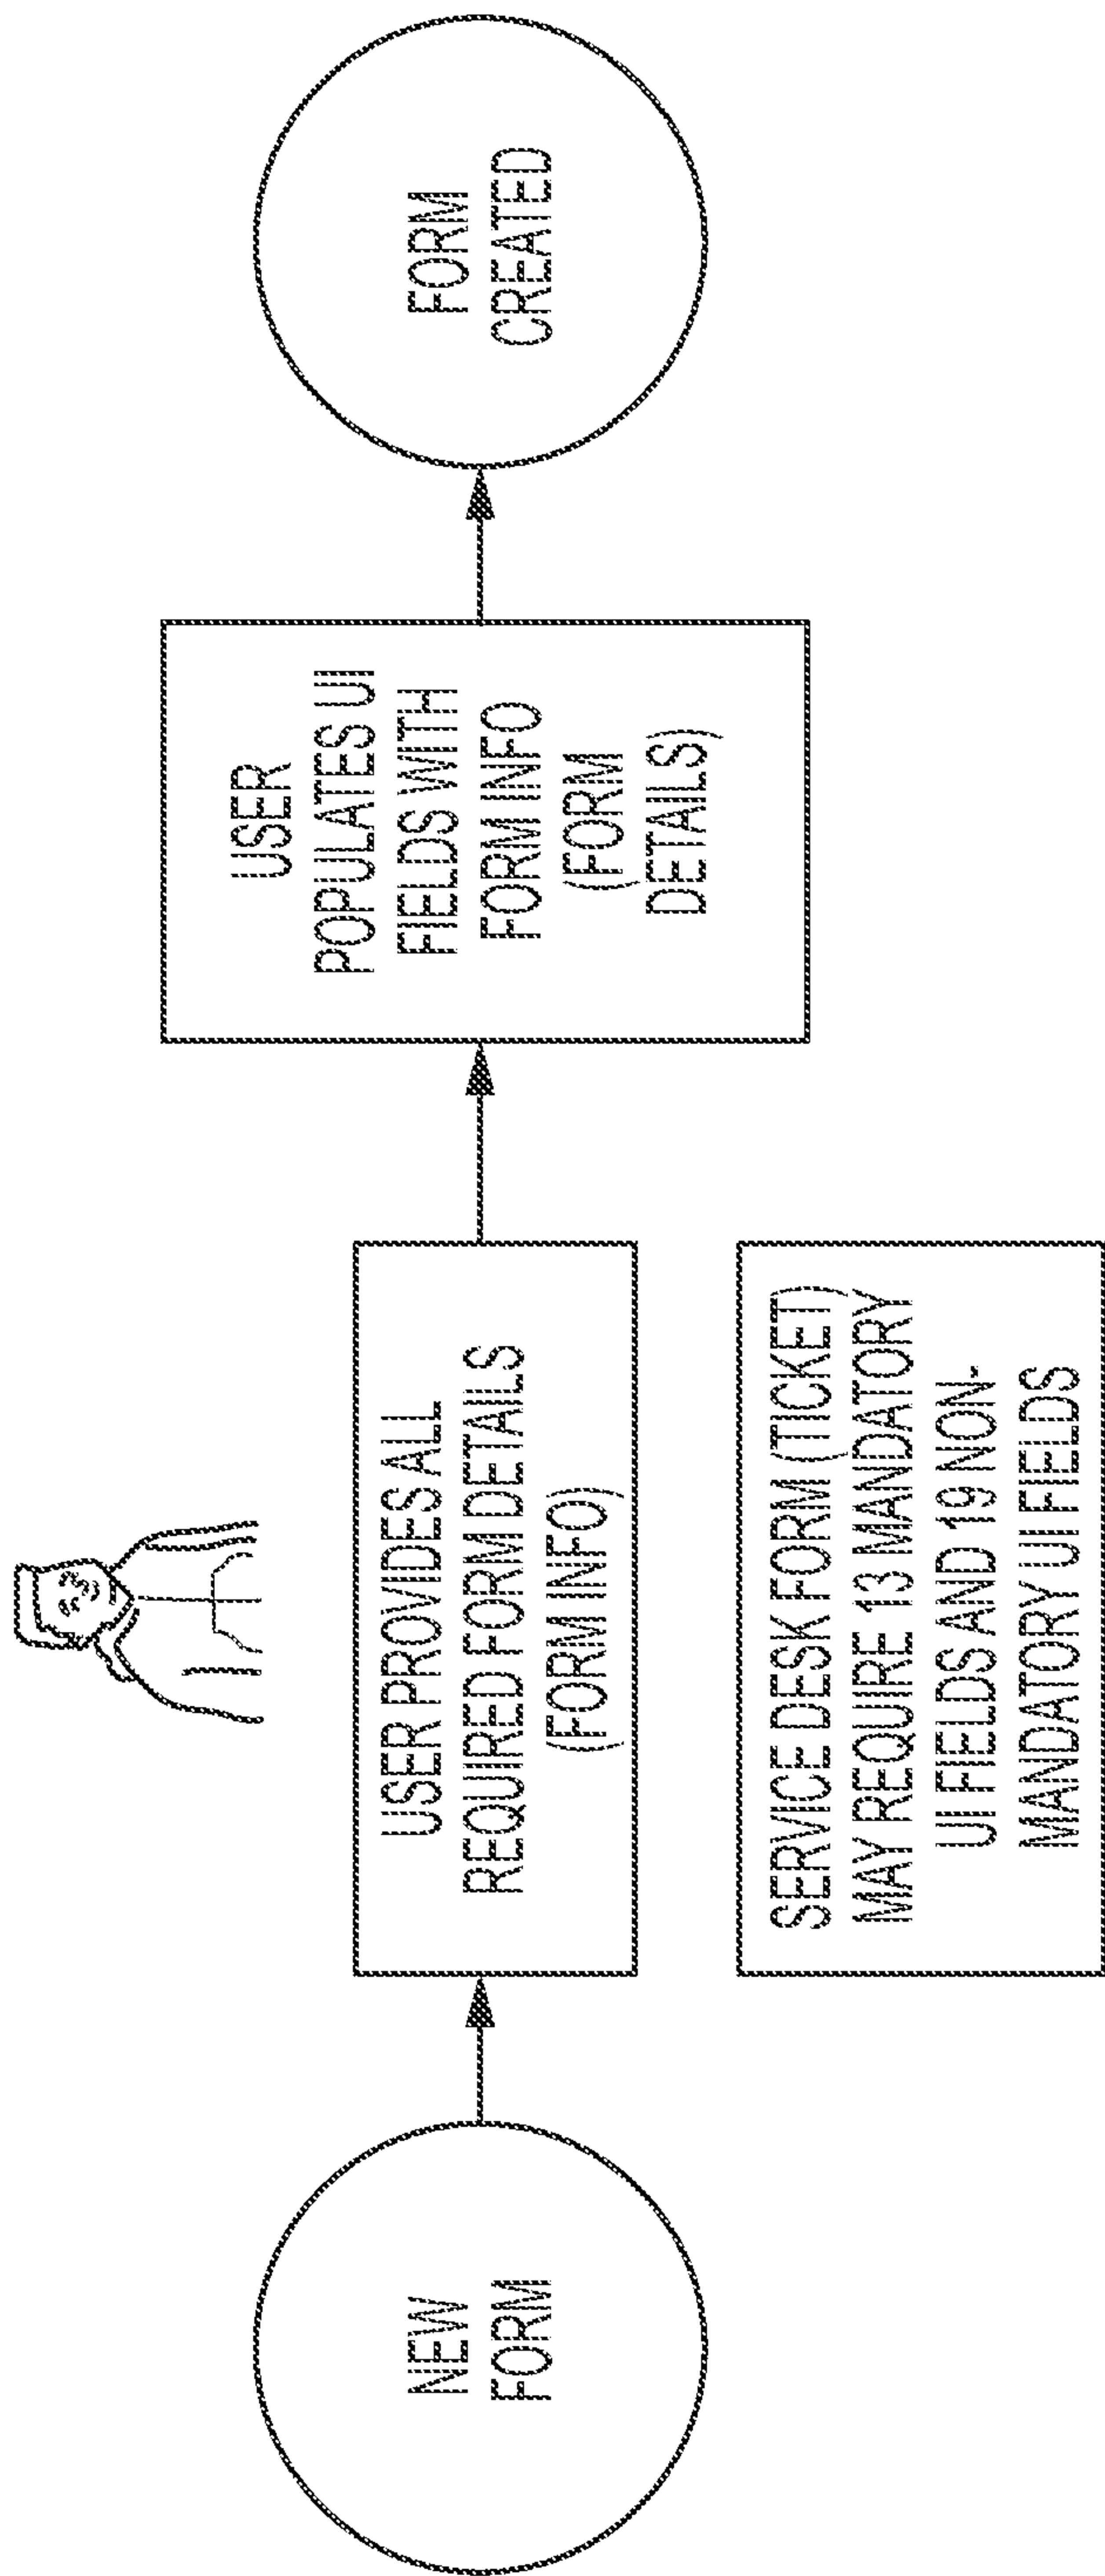 NEW
FORM
USER PROVIDES ALL
REQUIRED FORM DETAILS
(FORM INFO)
SERVICE DESK FORM (TICKET)
MAY REQUIRE 13 MANDATORY
UI FIELDS AND 19 NON-
MANDATORY UI FIELDS
USER
POPULATES UI
FIELDS WITH
FORM INFO
(FORM
DETAILS)
FORM
CREATED